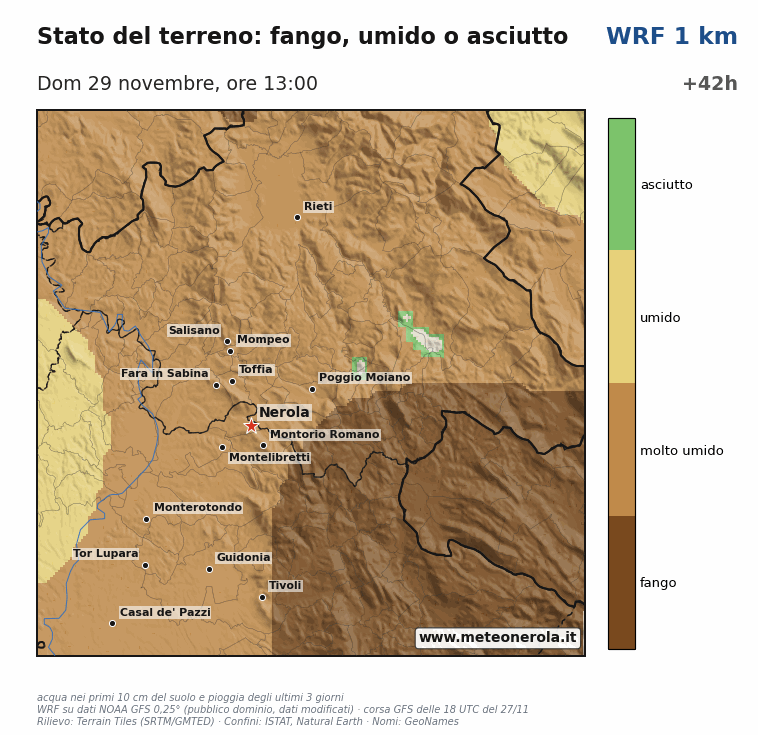 Stato del terreno: fango, umido o asciutto WRF 1 km
Dom 29 novembre, ore 13:00 +42h
asciutto
Rieti
umido
Salisano
Mompeo
Fara in Sabina
Toffia
Poggio Moiano
Nerola
Montorio Romano
molto umido
Montelibretti
Monterotondo
Tor Lupara
Guidonia
fango
Tivoli
Casal de' Pazzi
www.meteonerola.it
acqua nei primi 10 cm del suolo e pioggia degli ultimi 3 giorni
WRF su dati NOAA GFS 0,25° (pubblico dominio, dati modificati) · corsa GFS delle 18 UTC del 27/11
Rilievo: Terrain Tiles (SRTM/GMTED) · Confini: ISTAT, Natural Earth · Nomi: GeoNames